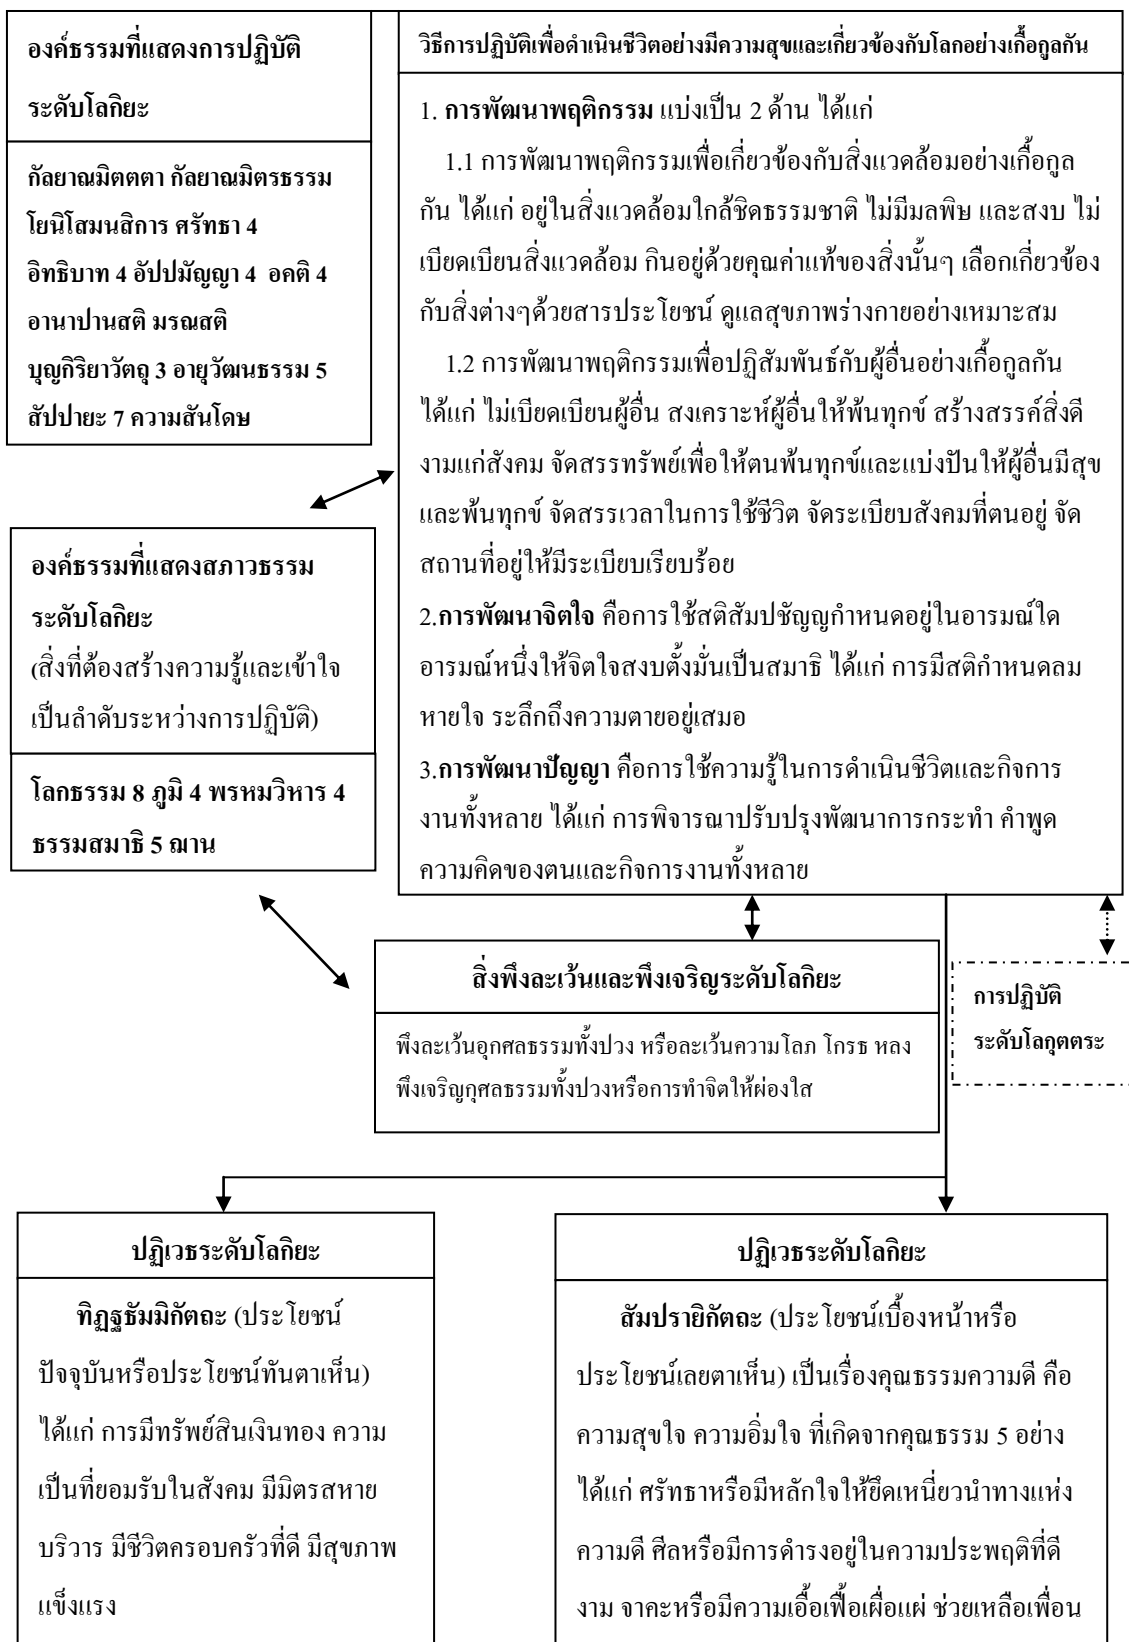 องค์ธรรมที่แสดงการปฏิบัติ
ระดับโลกิยะ
กัลยาณมิตตตา กัลยาณมิตรธรรม
โยนิโสมนสิการ ศรัทธา 4
อิทธิบาท 4 อัปปมัญญา 4 อคติ 4
อานาปานสติ มรณสติ
บุญกิริยาวัตถุ 3 อายุวัฒนธรรม 5
สัปปายะ 7 ความสันโดษ
องค์ธรรมที่แสดงสภาวธรรม
ระดับโลกิยะ
(สิ่งที่ต้องสร้างความรู้และเข้าใจ
เป็นลำดับระหว่างการปฏิบัติ)
โลกธรรม 8 ภูมิ 4 พรหมวิหาร 4
ธรรมสมาธิ 5 ฌาน
วิธีการปฏิบัติเพื่อดำเนินชีวิตอย่างมีความสุขและเกี่ยวข้องกับโลกอย่างเกื้อกูลกัน
1. การพัฒนาพฤติกรรม แบ่งเป็น 2 ด้าน ได้แก่
1.1 การพัฒนาพฤติกรรมเพื่อเกี่ยวข้องกับสิ่งแวดล้อมอย่างเกื้อกูล
กัน ได้แก่ อยู่ในสิ่งแวดล้อมใกล้ชิดธรรมชาติ ไม่มีมลพิษ และสงบ ไม่
เบียดเบียนสิ่งแวดล้อม กินอยู่ด้วยคุณค่าแท้ของสิ่งนั้นๆ เลือกเกี่ยวข้อง
กับสิ่งต่างๆด้วยสารประโยชน์ ดูแลสุขภาพร่างกายอย่างเหมาะสม
1.2 การพัฒนาพฤติกรรมเพื่อปฏิสัมพันธ์กับผู้อื่นอย่างเกื้อกูลกัน
ได้แก่ ไม่เบียดเบียนผู้อื่น สงเคราะห์ผู้อื่นให้พ้นทุกข์ สร้างสรรค์สิ่งดี
งามแก่สังคม จัดสรรทรัพย์เพื่อให้ตนพ้นทุกข์และแบ่งปันให้ผู้อื่นมีสุข
และพ้นทุกข์ จัดสรรเวลาในการใช้ชีวิต จัดระเบียบสังคมที่ตนอยู่ จัด
สถานที่อยู่ให้มีระเบียบเรียบร้อย
2.การพัฒนาจิตใจ คือการใช้สติสัมปชัญญกำหนดอยู่ในอารมณ์ใด
อารมณ์หนึ่งให้จิตใจสงบตั้งมั่นเป็นสมาธิ ได้แก่ การมีสติกำหนดลม
หายใจ ระลึกถึงความตายอยู่เสมอ
3.การพัฒนาปัญญา คือการใช้ความรู้ในการดำเนินชีวิตและกิจการ
งานทั้งหลาย ได้แก่ การพิจารณาปรับปรุงพัฒนาการกระทำ คำพูด
ความคิดของตนและกิจการงานทั้งหลาย
สิ่งพึงละเว้นและพึงเจริญระดับโลกิยะ
พึงละเว้นอุกศลธรรมทั้งปวง หรือละเว้นความโลภ โกรธ หลง
พึงเจริญกุศลธรรมทั้งปวงหรือการทำจิตให้ผ่องใส
การปฏิบัติ
ระดับโลกุตตระ
ปฏิเวธระดับโลกิยะ
ทิฏฐธัมมิกัตถะ (ประโยชน์
ปัจจุบันหรือประโยชน์ทันตาเห็น)
ได้แก่ การมีทรัพย์สินเงินทอง ความ
เป็นที่ยอมรับในสังคม มีมิตรสหาย
บริวาร มีชีวิตครอบครัวที่ดี มีสุขภาพ
แข็งแรง
ปฏิเวธระดับโลกิยะ
สัมปรายิกัตถะ (ประโยชน์เบื้องหน้าหรือ
ประโยชน์เลยตาเห็น) เป็นเรื่องคุณธรรมความดี คือ
ความสุขใจ ความอิ่มใจ ที่เกิดจากคุณธรรม 5 อย่าง
ได้แก่ ศรัทธาหรือมีหลักใจให้ยึดเหนี่ยวนำทางแห่ง
ความดี ศีลหรือมีการดำรงอยู่ในความประพฤติที่ดี
งาม จาคะหรือมีความเอื้อเฟื้อเผื่อแผ่ ช่วยเหลือเพื่อน